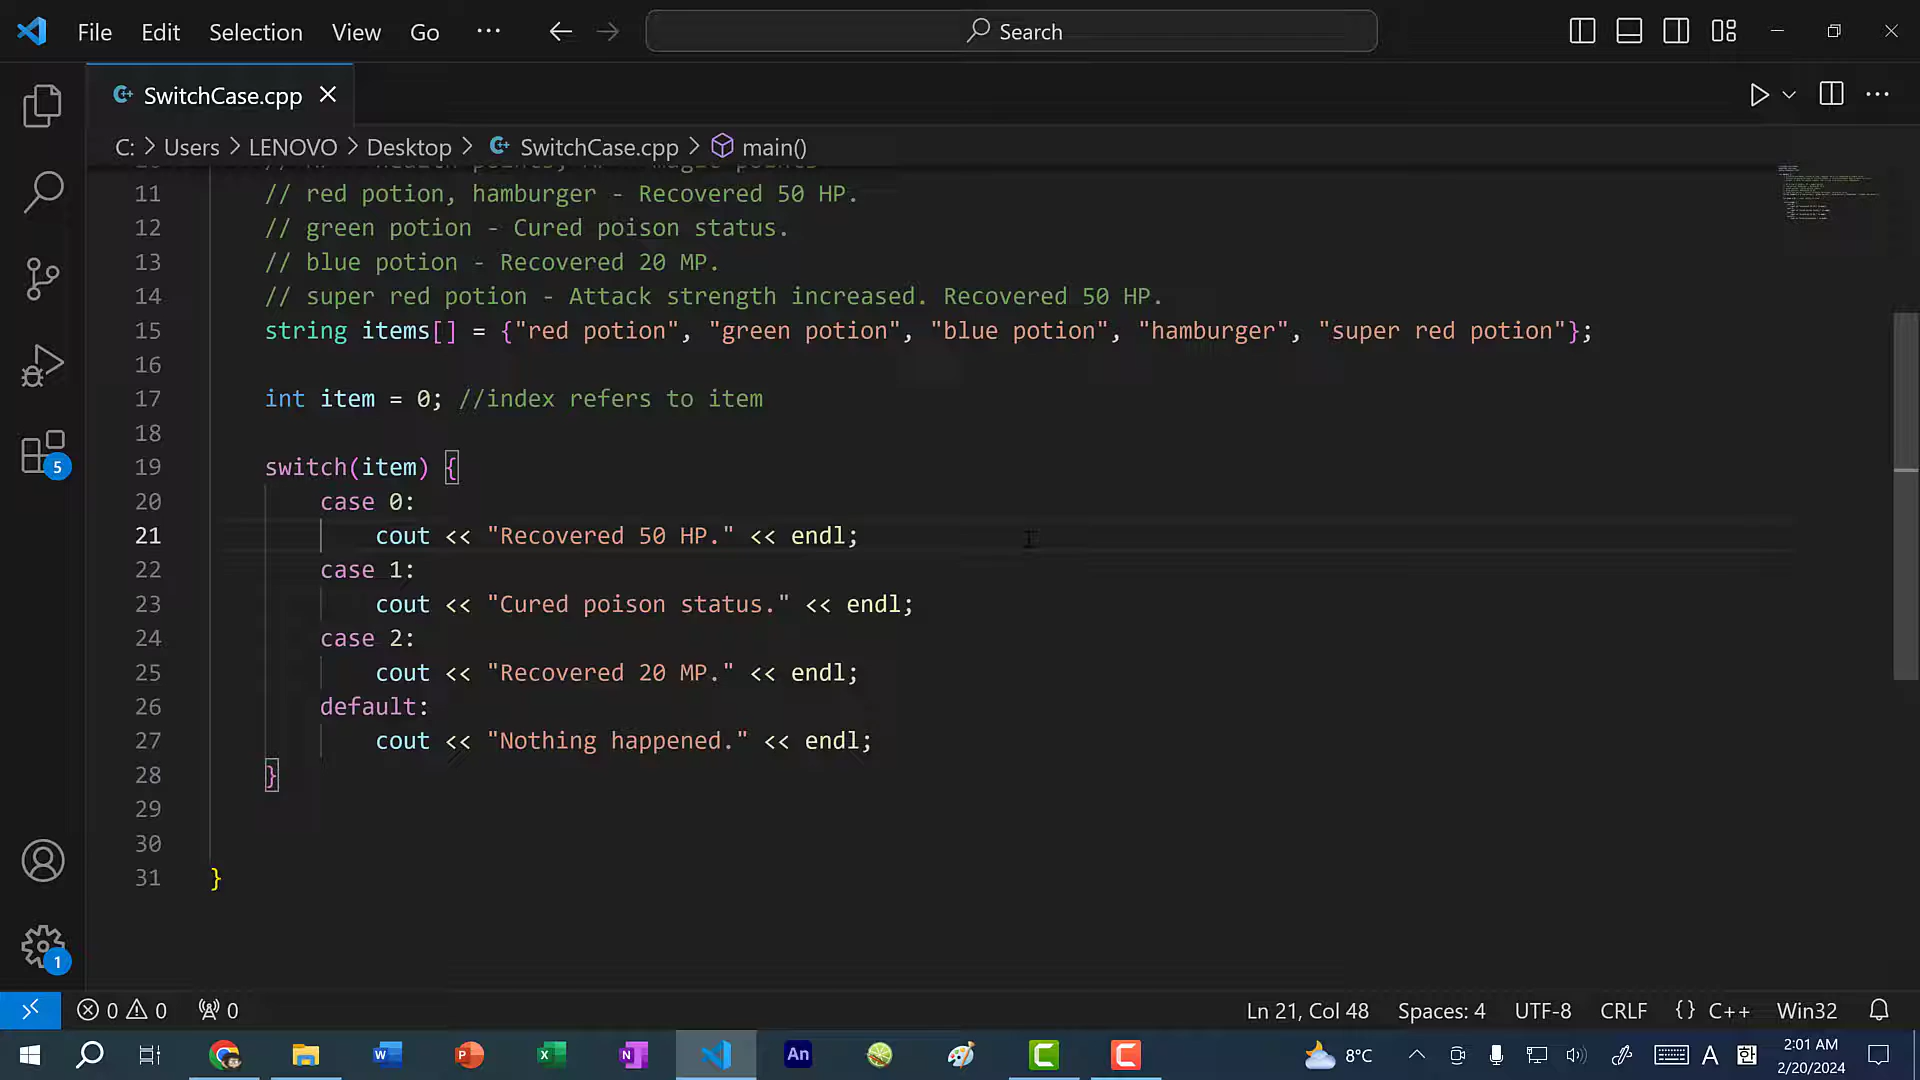 File Edit Selection View Go ··· Search
SwitchCase.cpp
C: > Users > LENOVO > Desktop > SwitchCase.cpp > main()
11 // red potion, hamburger - Recovered 50 HP.
12 // green potion - Cured poison status.
13 // blue potion - Recovered 20 MP.
14 // super red potion - Attack strength increased. Recovered 50 HP.
15 string items[] = {"red potion", "green potion", "blue potion", "hamburger", "super red potion"};
16
17 int item = 0; //index refers to item
18
19 switch(item) {
20 case 0:
21 cout << "Recovered 50 HP." << endl;
22 case 1:
23 cout << "Cured poison status." << endl;
24 case 2:
25 cout << "Recovered 20 MP." << endl;
26 default:
27 cout << "Nothing happened." << endl;
28 }
29
30
31 }
5
1
0 0 0 Ln 21, Col 48 Spaces: 4 UTF-8 CRLF {} C++ Win32
W P X N An C C 8°C A 한 2:01 AM
2/20/2024